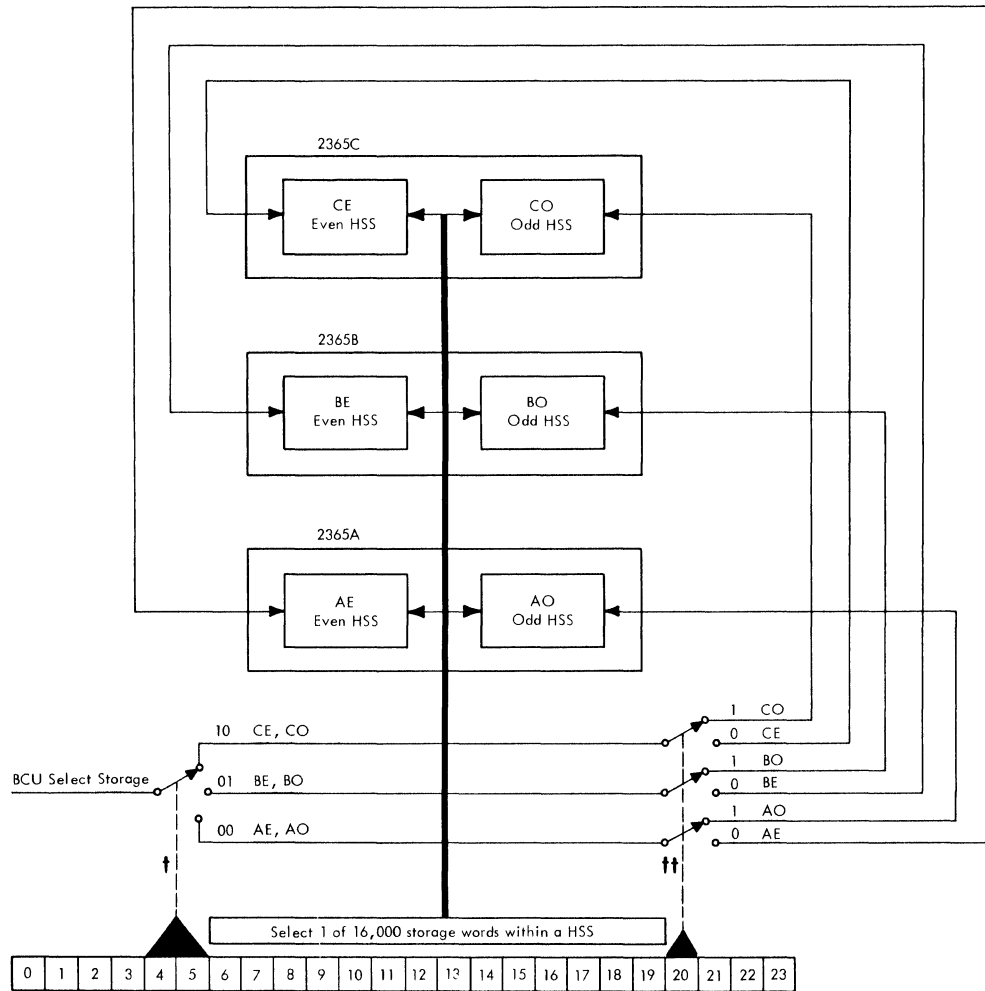 2365C
CE
Even HSS
CO
Odd HSS
2365B
BE
Even HSS
BO
Odd HSS
2365A
AE
Even HSS
AO
Odd HSS
1 CO
10 CE, CO
0 CE
1 BO
BCU Select Storage
01 BE, BO
0 BE
1 AO
00 AE, AO
0 AE
† ††
Select 1 of 16,000 storage words within a HSS
0 1 2 3 4 5 6 7 8 9 10 11 12 13 14 15 16 17 18 19 20 21 22 23